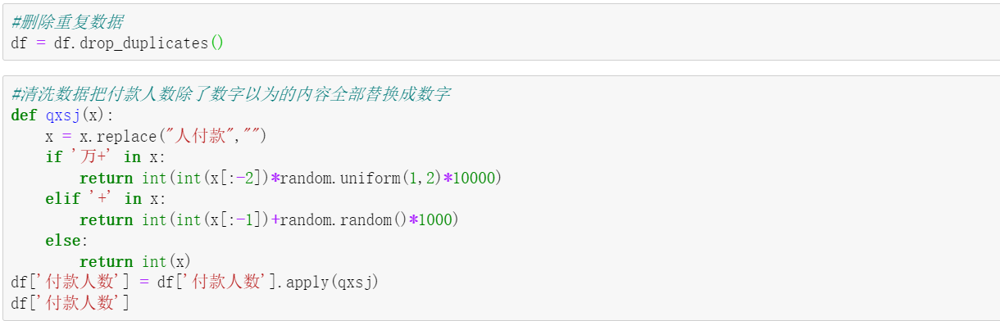 #删除重复数据
df = df.drop_duplicates()
#清洗数据把付款人数除了数字以为的内容全部替换成数字
def qxsj(x):
    x = x.replace("人付款","")
    if '万+' in x:
        return int(int(x[:-2])*random.uniform(1,2)*10000)
    elif '+' in x:
        return int(int(x[:-1])+random.random()*1000)
    else:
        return int(x)
df['付款人数'] = df['付款人数'].apply(qxsj)
df['付款人数']